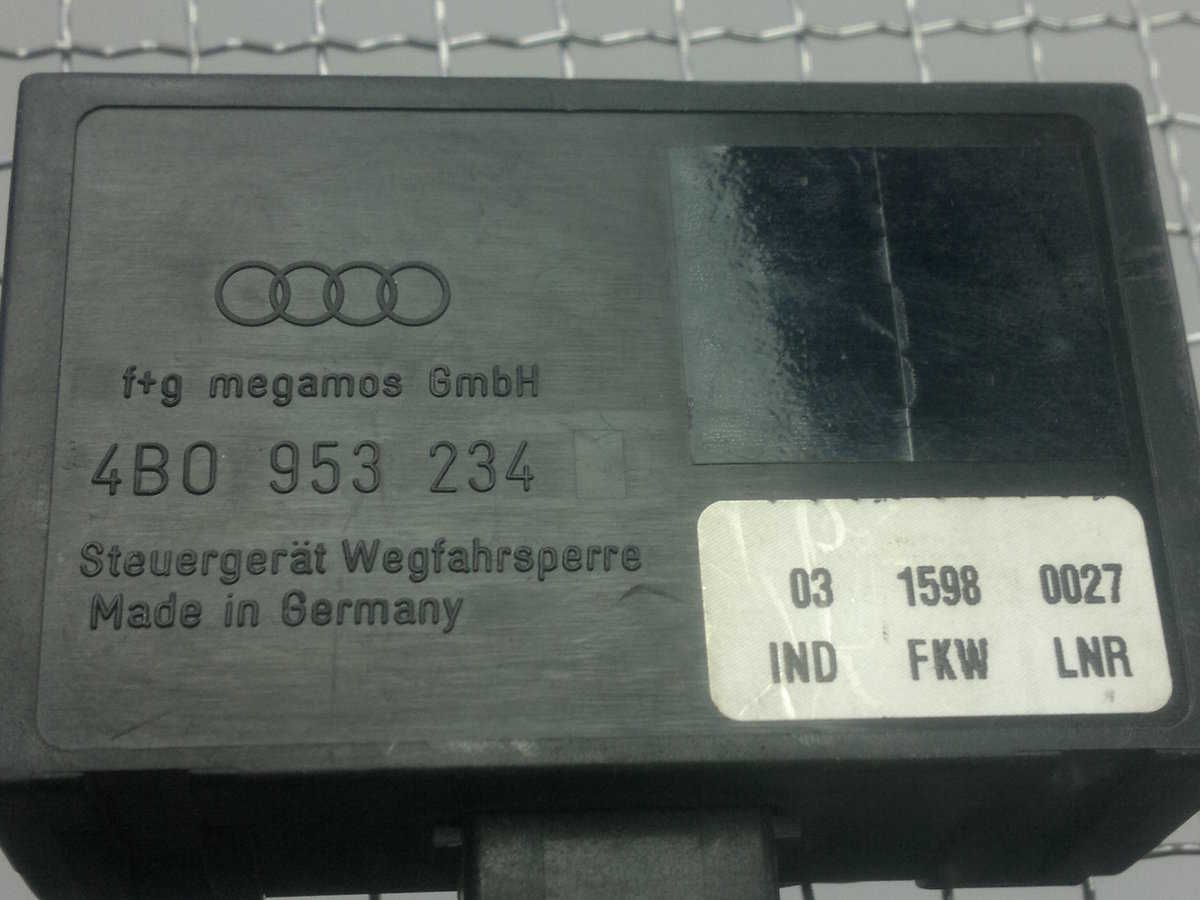 f+g megamos GmbH
4B0 953 234
Steuergerät Wegfahrsperre
Made in Germany
03 1598 0027
IND FKW LNR